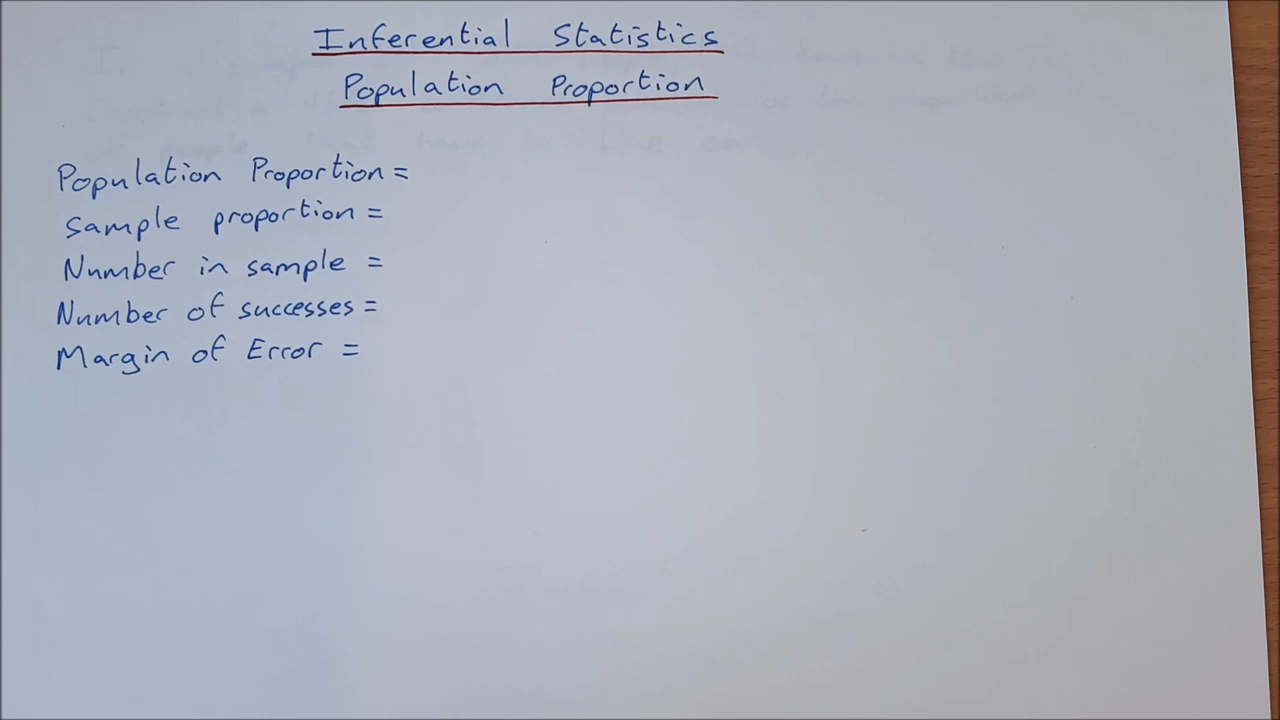 Inferential Statistics
Population Proportion
Population Proportion =
Sample proportion =
Number in sample =
Number of successes =
Margin of Error =